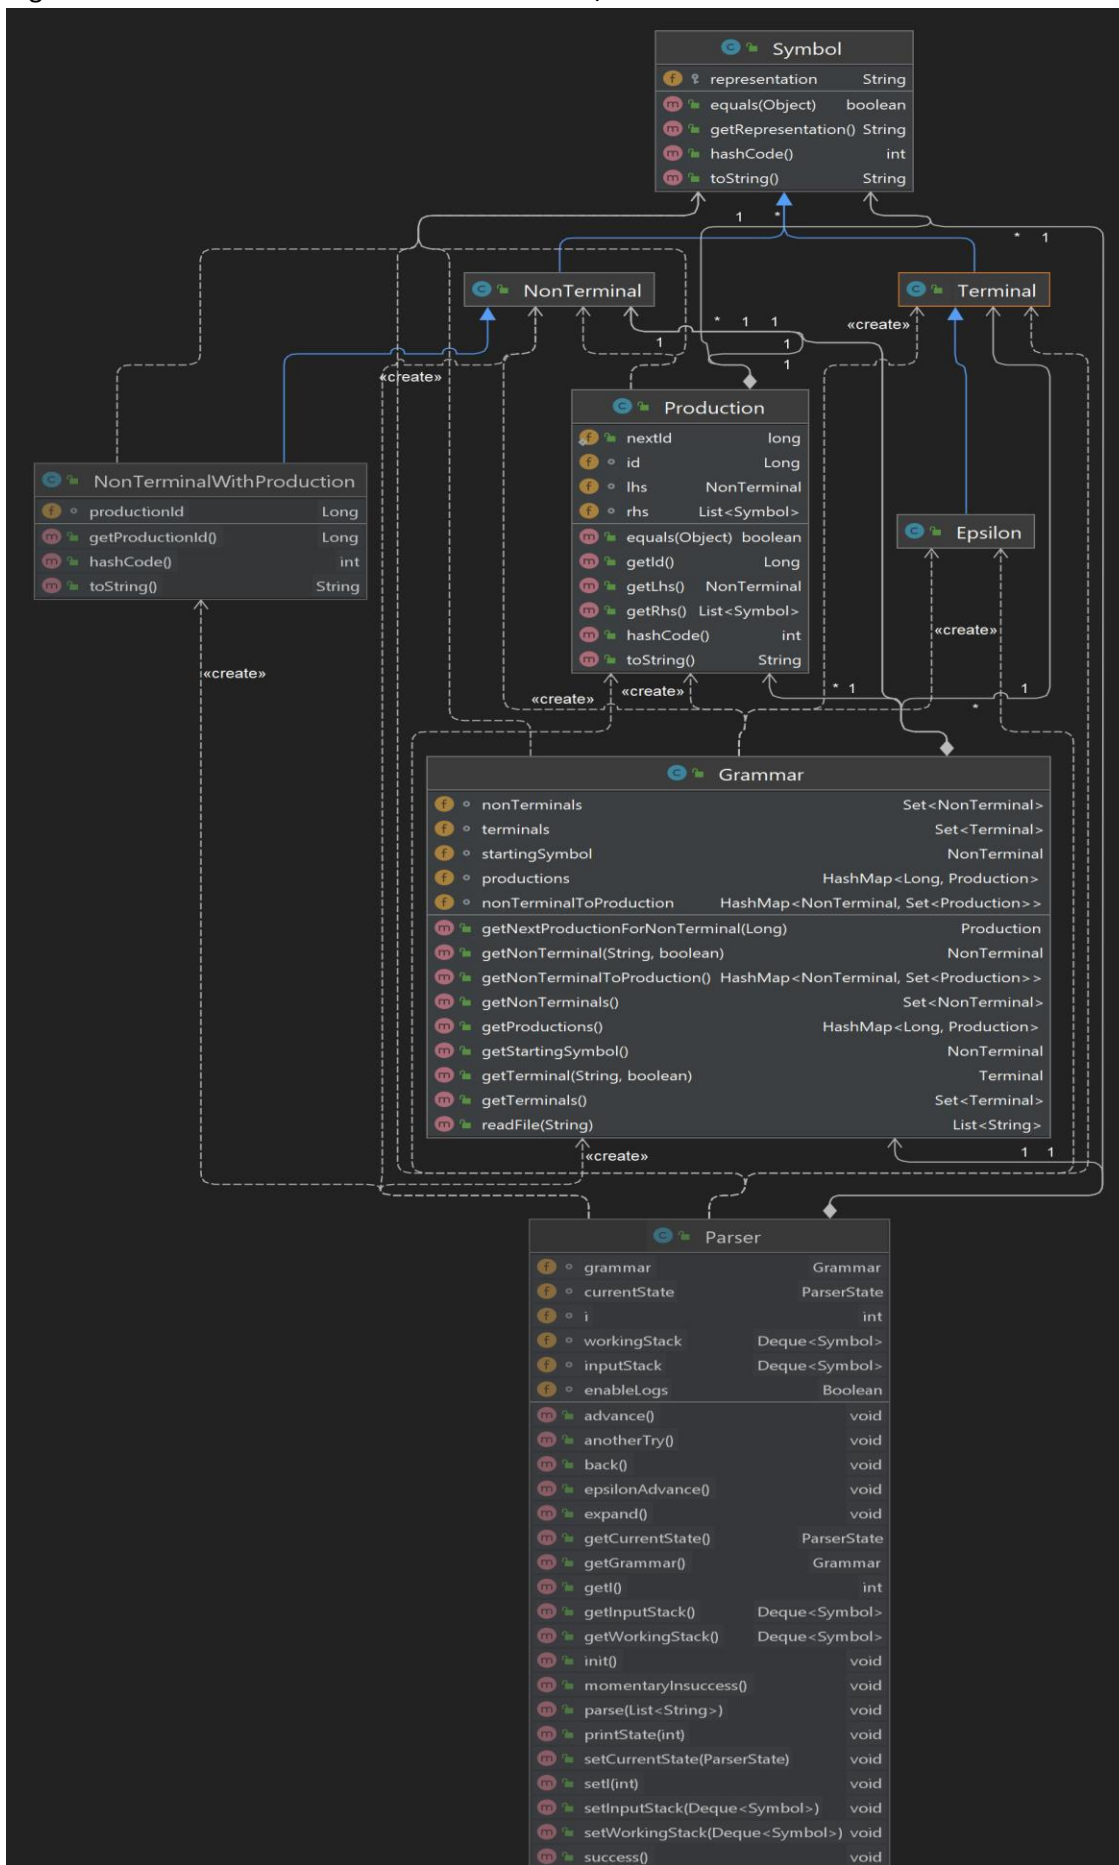 Symbol
representation String
equals(Object) boolean
getRepresentation() String
hashCode() int
toString() String
1 *
* 1
NonTerminal
Terminal
* 1 1
«create»
1
1
1
«create»
Production
nextId long
id Long
lhs NonTerminal
rhs List<Symbol>
equals(Object) boolean
getId() Long
getLhs() NonTerminal
getRhs() List<Symbol>
hashCode() int
toString() String
NonTerminalWithProduction
productionId Long
getProductionId() Long
hashCode() int
toString() String
Epsilon
«create»
«create»
«create»
«create»
* 1
1
*
Grammar
nonTerminals Set<NonTerminal>
terminals Set<Terminal>
startingSymbol NonTerminal
productions HashMap<Long, Production>
nonTerminalToProduction HashMap<NonTerminal, Set<Production>>
getNextProductionForNonTerminal(Long) Production
getNonTerminal(String, boolean) NonTerminal
getNonTerminalToProduction() HashMap<NonTerminal, Set<Production>>
getNonTerminals() Set<NonTerminal>
getProductions() HashMap<Long, Production>
getStartingSymbol() NonTerminal
getTerminal(String, boolean) Terminal
getTerminals() Set<Terminal>
readFile(String) List<String>
«create»
1 1
Parser
grammar Grammar
currentState ParserState
i int
workingStack Deque<Symbol>
inputStack Deque<Symbol>
enableLogs Boolean
advance() void
anotherTry() void
back() void
epsilonAdvance() void
expand() void
getCurrentState() ParserState
getGrammar() Grammar
getI() int
getInputStack() Deque<Symbol>
getWorkingStack() Deque<Symbol>
init() void
momentaryInsuccess() void
parse(List<String>) void
printState(int) void
setCurrentState(ParserState) void
setI(int) void
setInputStack(Deque<Symbol>) void
setWorkingStack(Deque<Symbol>) void
success() void